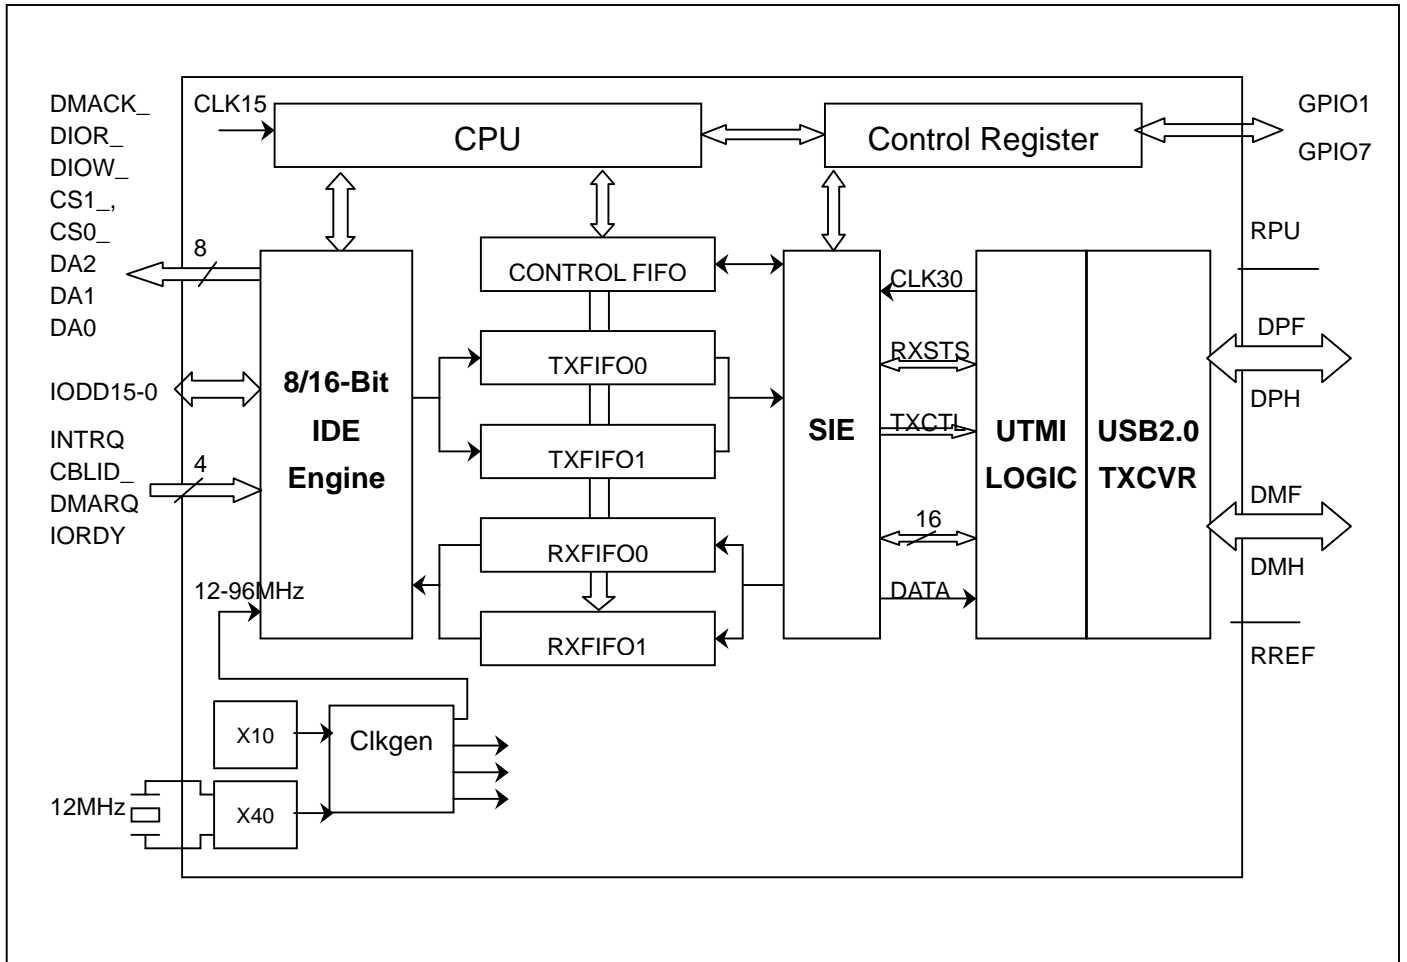 DMACK_
DIOR_
DIOW_
CS1_,
CS0_
DA2
DA1
DA0
IODD15-0
INTRQ
CBLID_
DMARQ
IORDY
12MHz
CLK15
8
4
12-96MHz
CPU
Control Register
8/16-Bit
IDE
Engine
CONTROL FIFO
TXFIFO0
TXFIFO1
RXFIFO0
RXFIFO1
SIE
CLK30
RXSTS
TXCTL
16
DATA
UTMI
LOGIC
USB2.0
TXCVR
X10
X40
Clkgen
GPIO1
GPIO7
RPU
DPF
DPH
DMF
DMH
RREF